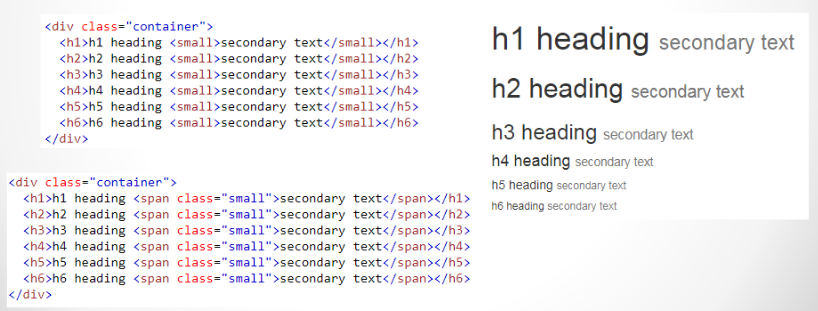 <div class="container">
  <h1>h1 heading <small>secondary text</small></h1>
  <h2>h2 heading <small>secondary text</small></h2>
  <h3>h3 heading <small>secondary text</small></h3>
  <h4>h4 heading <small>secondary text</small></h4>
  <h5>h5 heading <small>secondary text</small></h5>
  <h6>h6 heading <small>secondary text</small></h6>
</div>
<div class="container">
  <h1>h1 heading <span class="small">secondary text</span></h1>
  <h2>h2 heading <span class="small">secondary text</span></h2>
  <h3>h3 heading <span class="small">secondary text</span></h3>
  <h4>h4 heading <span class="small">secondary text</span></h4>
  <h5>h5 heading <span class="small">secondary text</span></h5>
  <h6>h6 heading <span class="small">secondary text</span></h6>
</div>
h1 heading secondary text
h2 heading secondary text
h3 heading secondary text
h4 heading secondary text
h5 heading secondary text
h6 heading secondary text